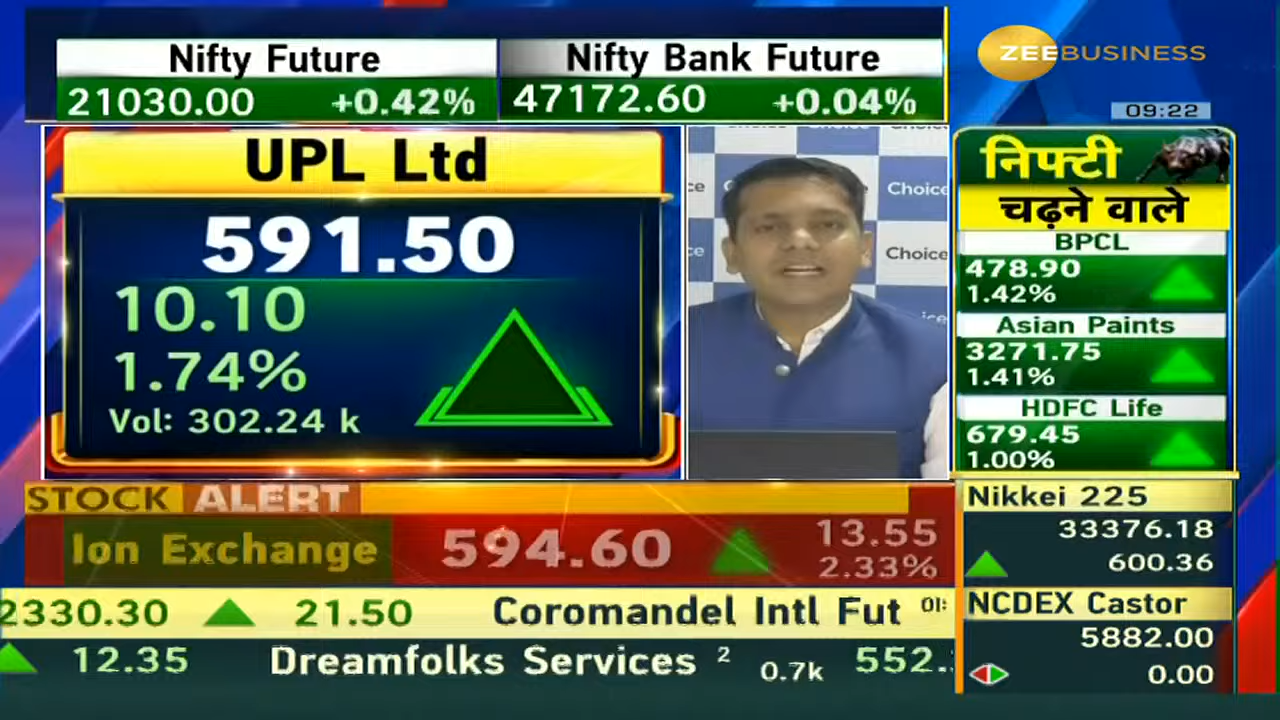 Nifty Future
Nifty Bank Future
21030.00 +0.42%
47172.60 +0.04%
ZEEBUSINESS
09:22
UPL Ltd
591.50
10.10
1.74%
Vol: 302.24 k
Choice
Choice
निफ्टी
चढ़ने वाले
BPCL
478.90
1.42%
Asian Paints
3271.75
1.41%
HDFC Life
679.45
1.00%
STOCK ALERT
Ion Exchange 594.60 13.55
2.33%
Nikkei 225
33376.18
600.36
NCDEX Castor
5882.00
0.00
2330.30 21.50 Coromandel Intl Fut
12.35 Dreamfolks Services 2 0.7k 552.